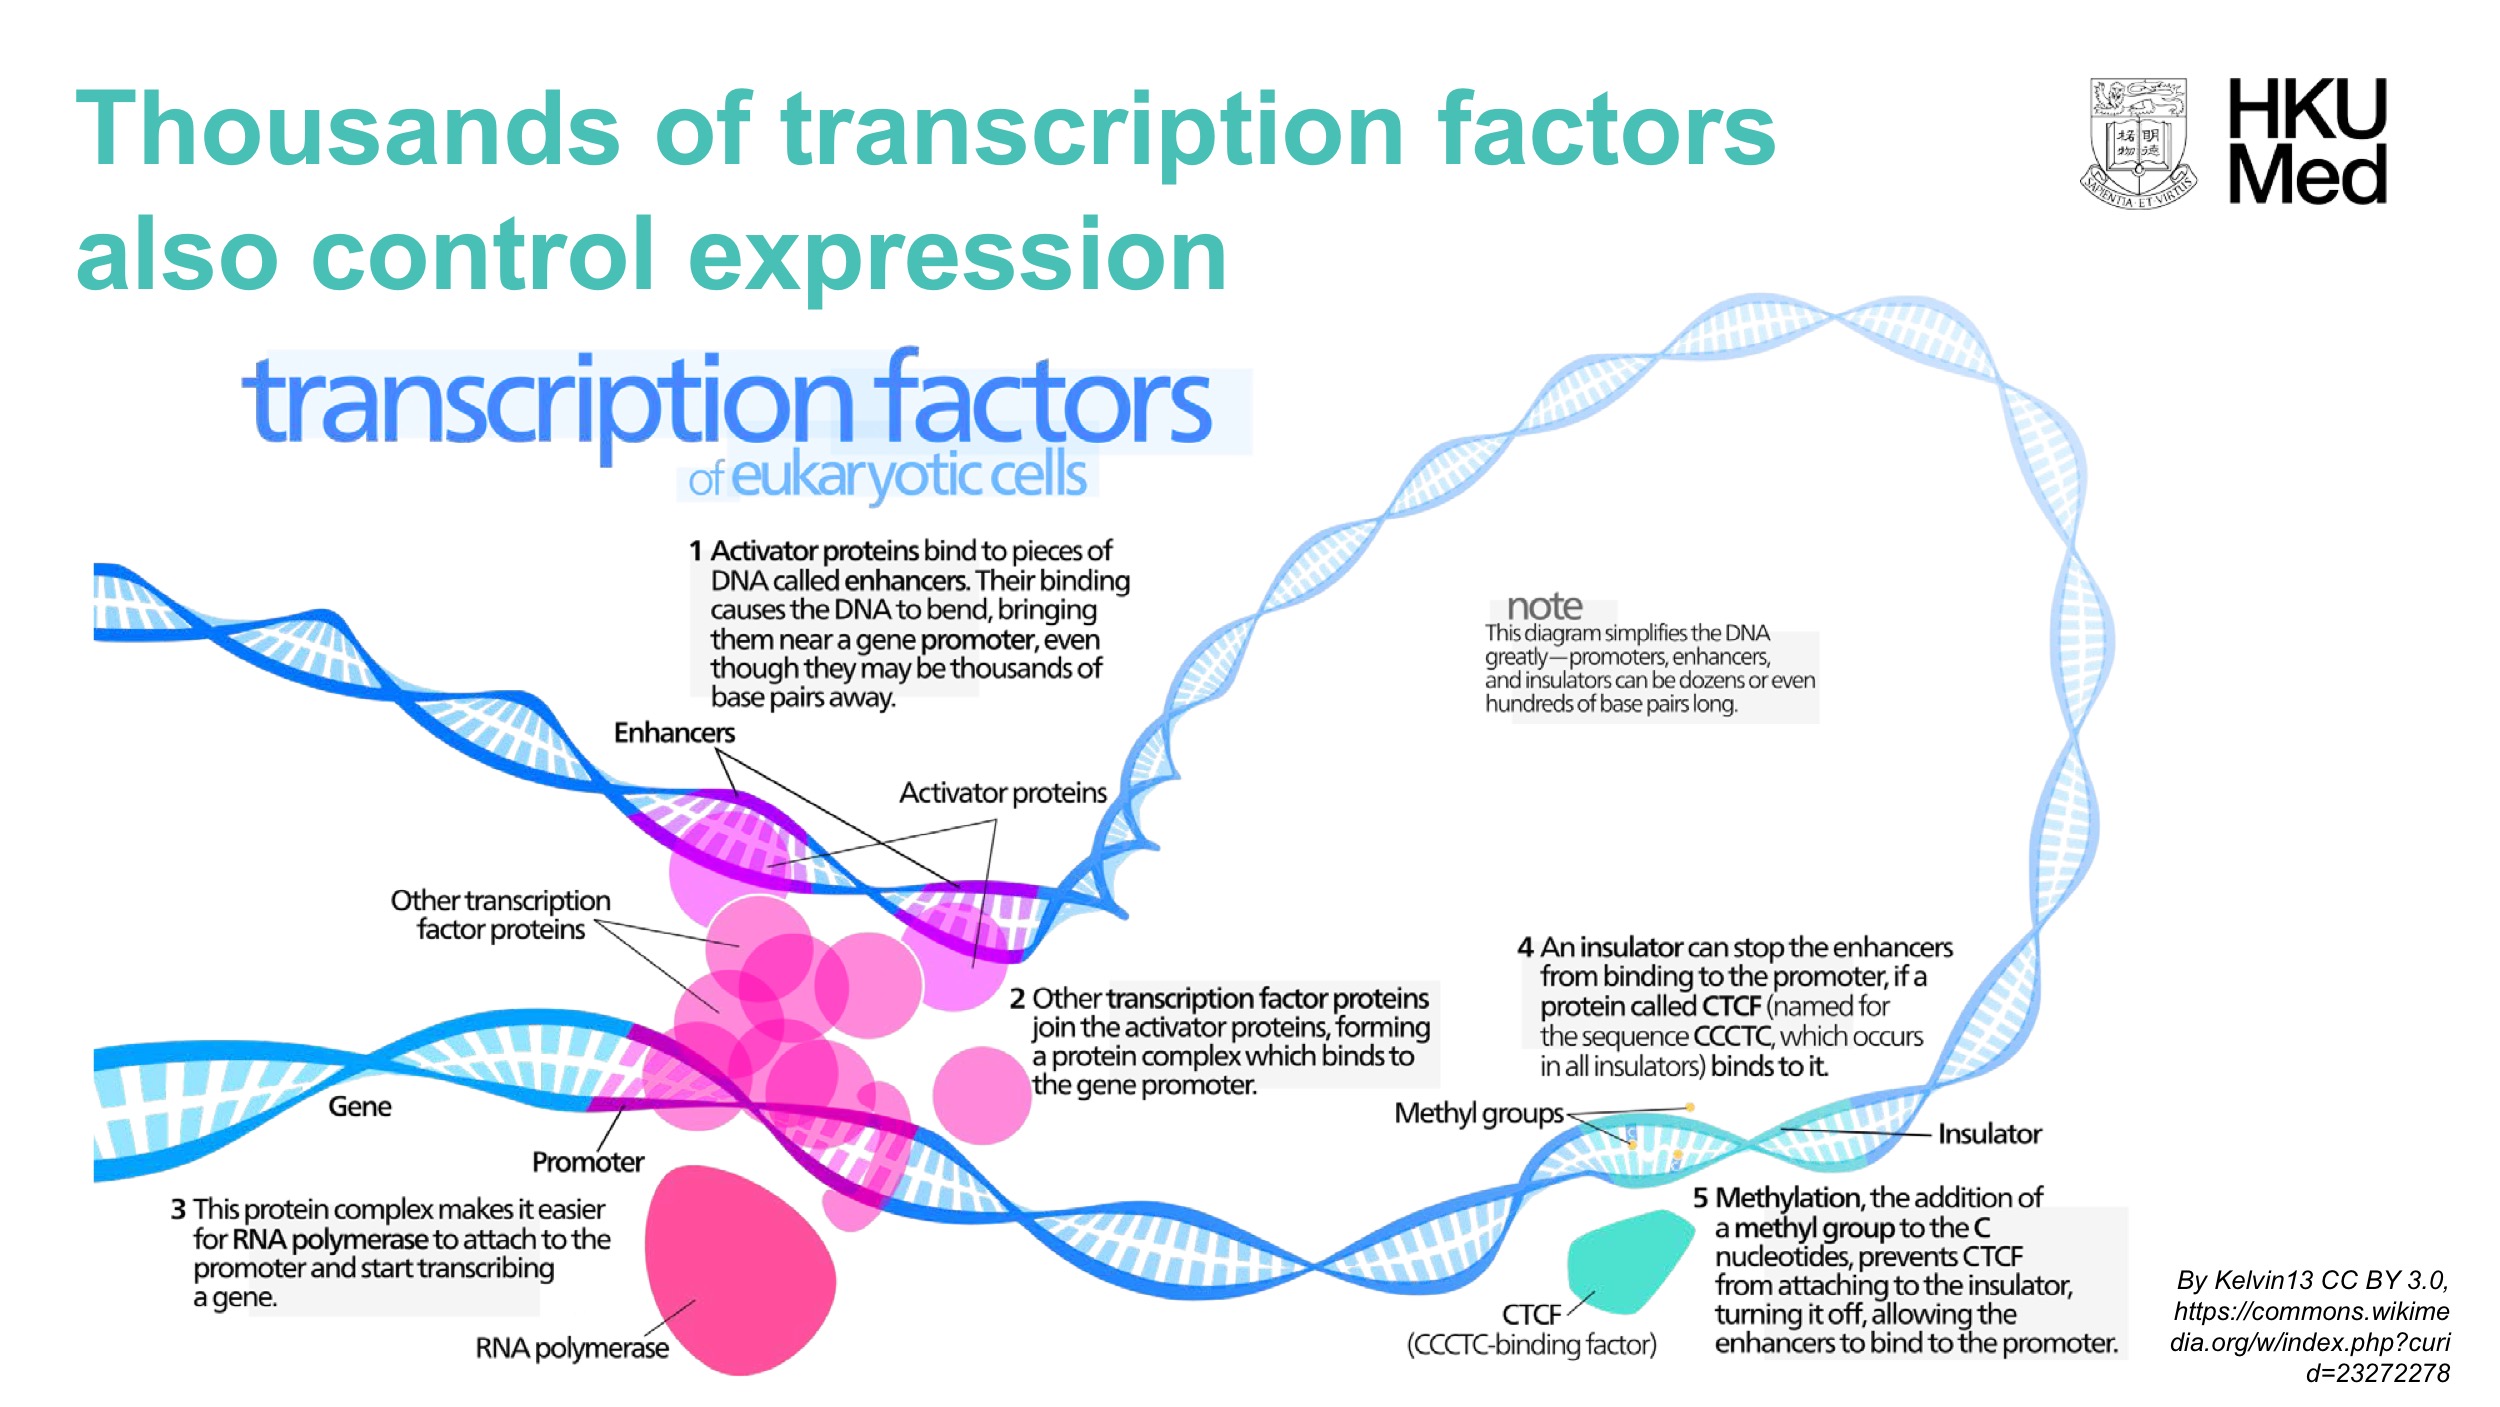 Thousands of transcription factors
also control expression
HKU
Med
明
德
格
物
SAPIENTIA·ET·VIRTUS
transcription factors
of eukaryotic cells
1 Activator proteins bind to pieces of
DNA called enhancers. Their binding
causes the DNA to bend, bringing
them near a gene promoter, even
though they may be thousands of
base pairs away.
note
This diagram simplifies the DNA
greatly—promoters, enhancers,
and insulators can be dozens or even
hundreds of base pairs long.
Enhancers
Activator proteins
Other transcription
factor proteins
2 Other transcription factor proteins
join the activator proteins, forming
a protein complex which binds to
the gene promoter.
4 An insulator can stop the enhancers
from binding to the promoter, if a
protein called CTCF (named for
the sequence CCCTC, which occurs
in all insulators) binds to it.
Gene
Promoter
Methyl groups
C
C
Insulator
3 This protein complex makes it easier
for RNA polymerase to attach to the
promoter and start transcribing
a gene.
RNA polymerase
CTCF
(CCCTC-binding factor)
5 Methylation, the addition of
a methyl group to the C
nucleotides, prevents CTCF
from attaching to the insulator,
turning it off, allowing the
enhancers to bind to the promoter.
By Kelvin13 CC BY 3.0,
https://commons.wikime
dia.org/w/index.php?curi
d=23272278